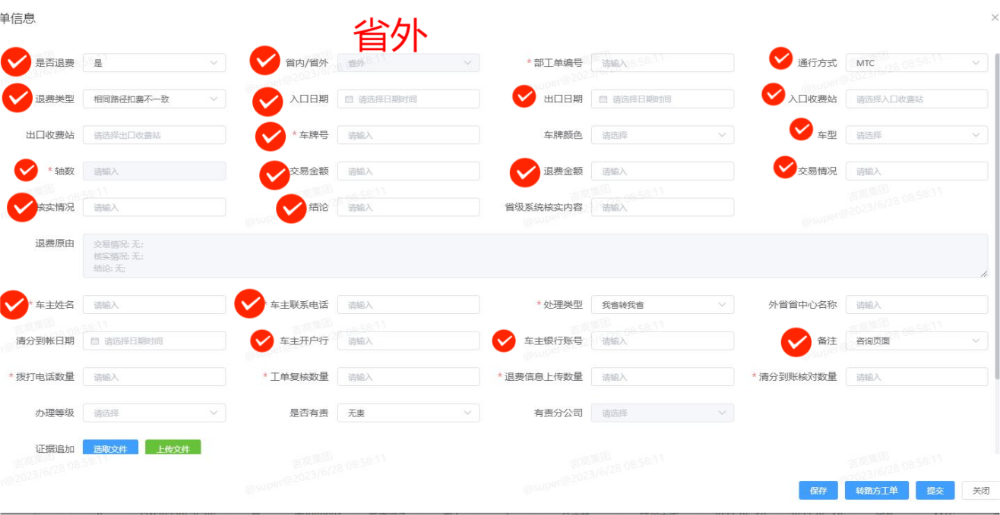 单信息
省外
是否退费 是 省内/省外 省外 *部工单编号 请输入 通行方式 MTC
退费类型 相同路径扣费不一致 入口日期 请选择日期时间 出口日期 请选择日期时间 入口收费站 请选择入口收费站
出口收费站 请选择出口收费站 *车牌号 请输入 车牌颜色 请选择 车型 请选择
*轴数 请输入 交易金额 请输入 退费金额 请输入 交易情况 请输入
核实情况 请输入 结论 请输入 省级系统核实内容 请输入
退费原由 交易情况: 无;
核实情况: 无;
结论: 无;
*车主姓名 请输入 *车主联系电话 请输入 *处理类型 我省转我省 外省省中心名称 请输入
清分到帐日期 请选择日期时间 车主开户行 请输入 车主银行账号 请输入 备注 咨询页面
*拨打电话数量 请输入 *工单复核数量 请输入 *退费信息上传数量 请输入 *清分到账核对数量 请输入
办理等级 请选择 是否有责 无责 有责分公司 请选择
证据追加 选取文件 上传文件
吉高集团
@super@2023/6/28 08:58:11
保存 转路方工单 提交 关闭